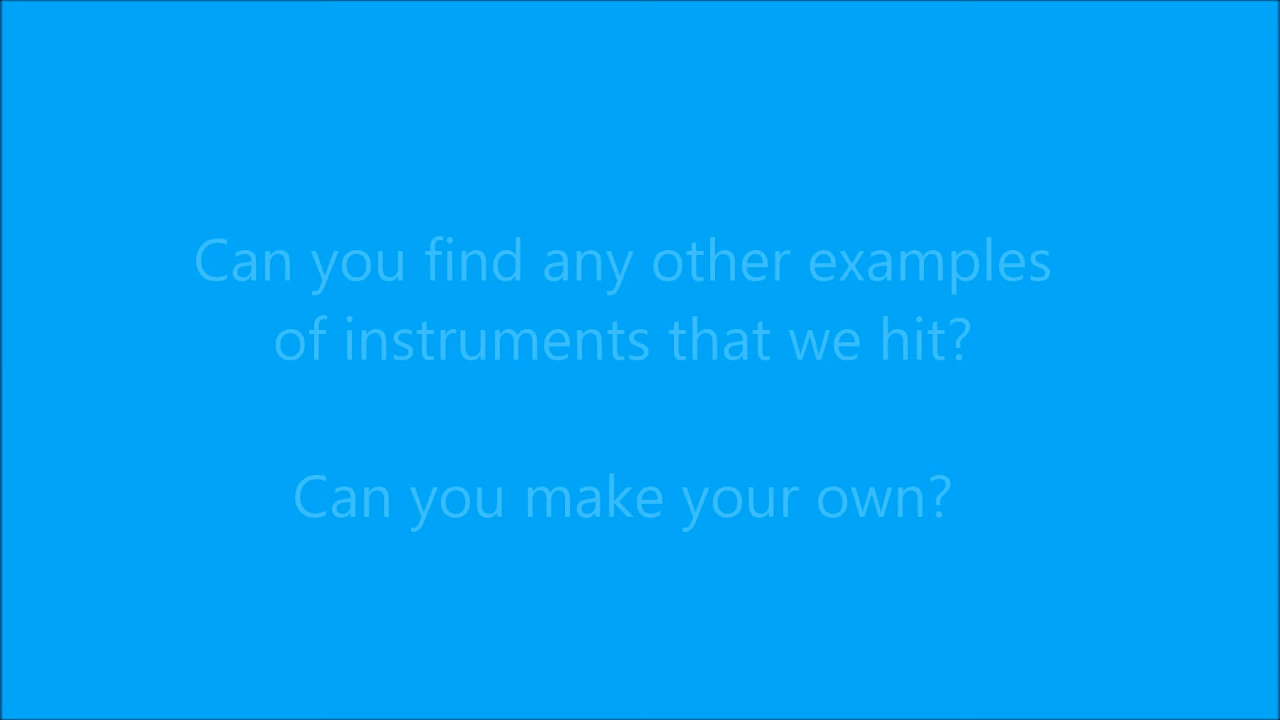 Can you find any other examples
of instruments that we hit?
Can you make your own?